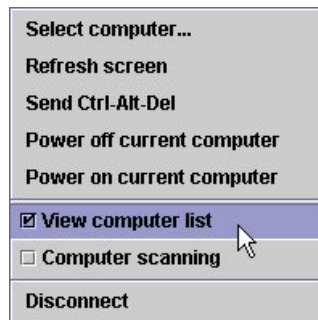 Select computer...
Refresh screen
Send Ctrl-Alt-Del
Power off current computer
Power on current computer
View computer list
Computer scanning
Disconnect